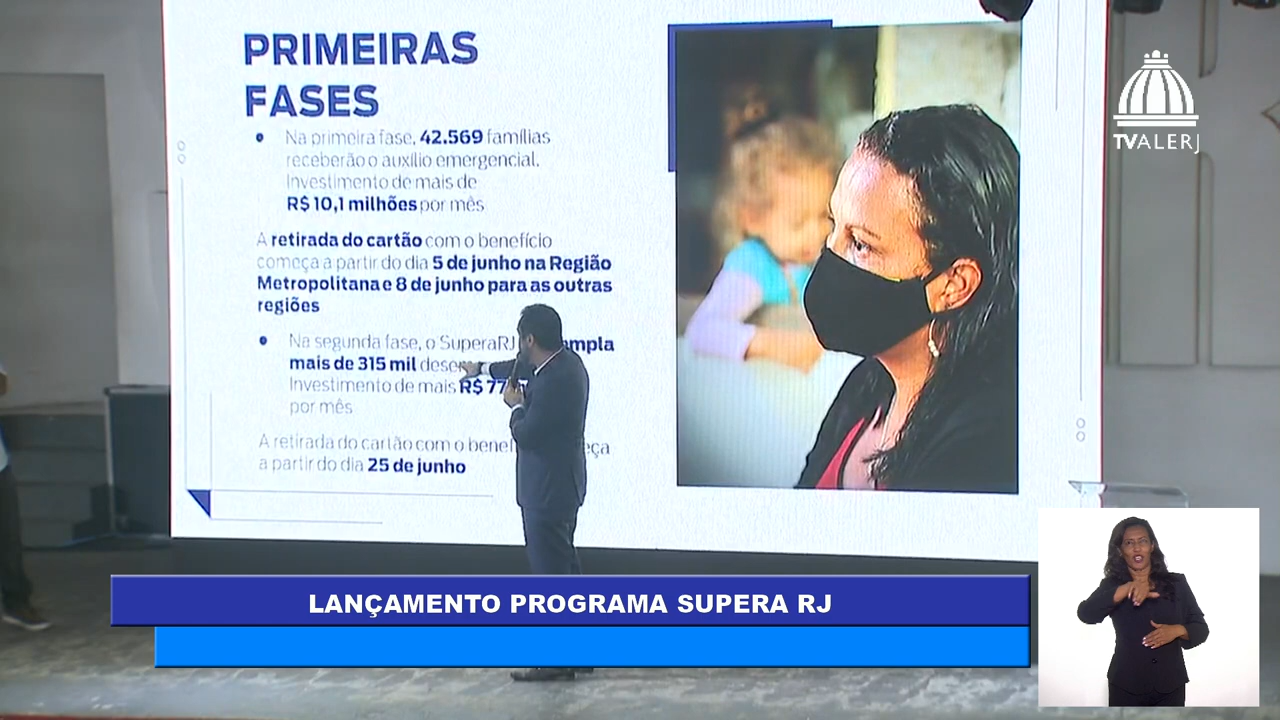 PRIMEIRAS
FASES
Na primeira fase, 42.569 famílias
receberão o auxílio emergencial.
Investimento de mais de
R$ 10,1 milhões por mês
A retirada do cartão com o benefício
começa a partir do dia 5 de junho na Região
Metropolitana e 8 de junho para as outras
regiões
Na segunda fase, o SuperaRJ
mais de 315 mil
Investimento de mais R$ 77
por mês
A retirada do cartão com o
a partir do dia 25 de junho
TVALERJ
LANÇAMENTO PROGRAMA SUPERA RJ